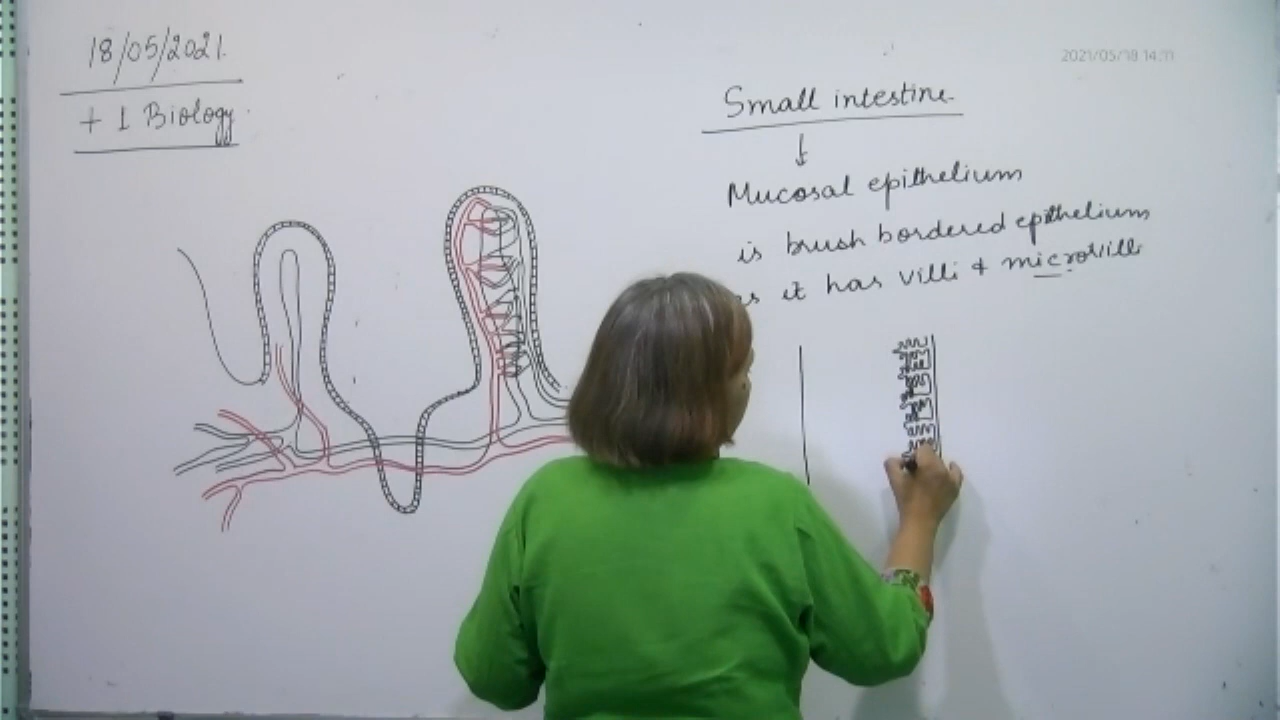 18/05/2021.
+ 1 Biology
2021/05/18 14:11
Small intestine.
Mucosal epithelium
is brush bordered epithelium
as it has villi + microvilli